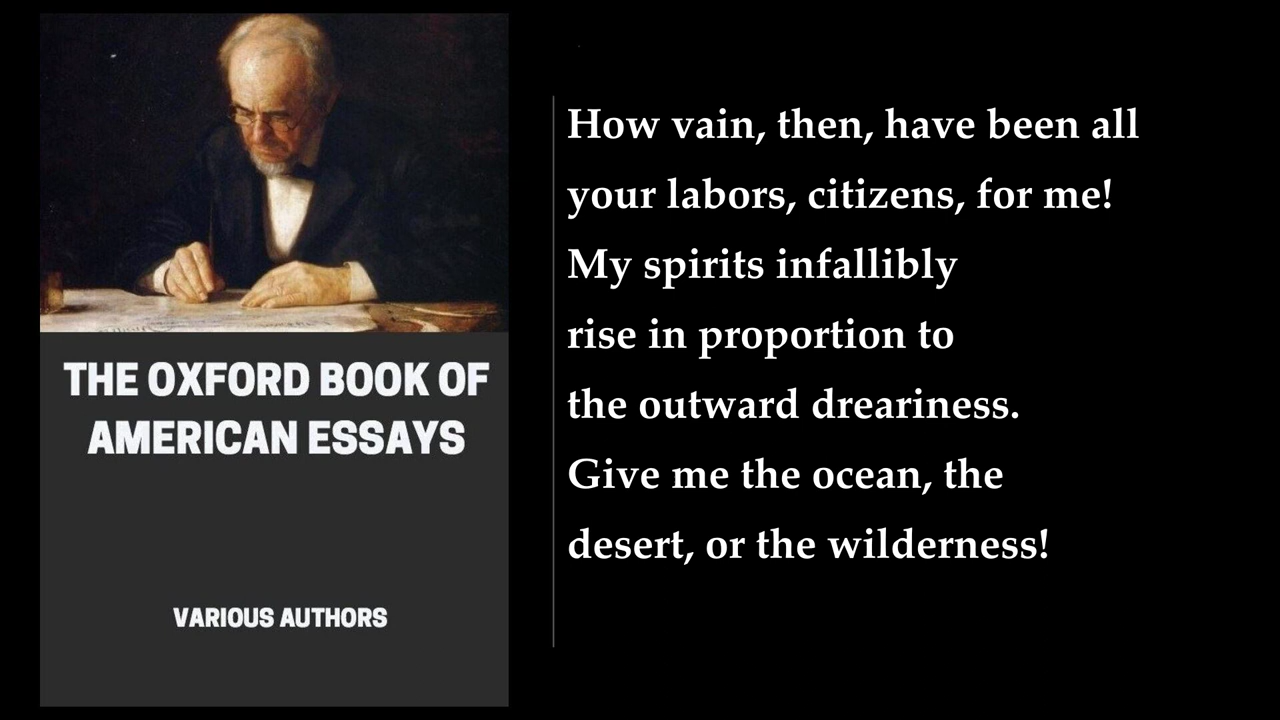 THE OXFORD BOOK OF
AMERICAN ESSAYS
VARIOUS AUTHORS
How vain, then, have been all
your labors, citizens, for me!
My spirits infallibly
rise in proportion to
the outward dreariness.
Give me the ocean, the
desert, or the wilderness!